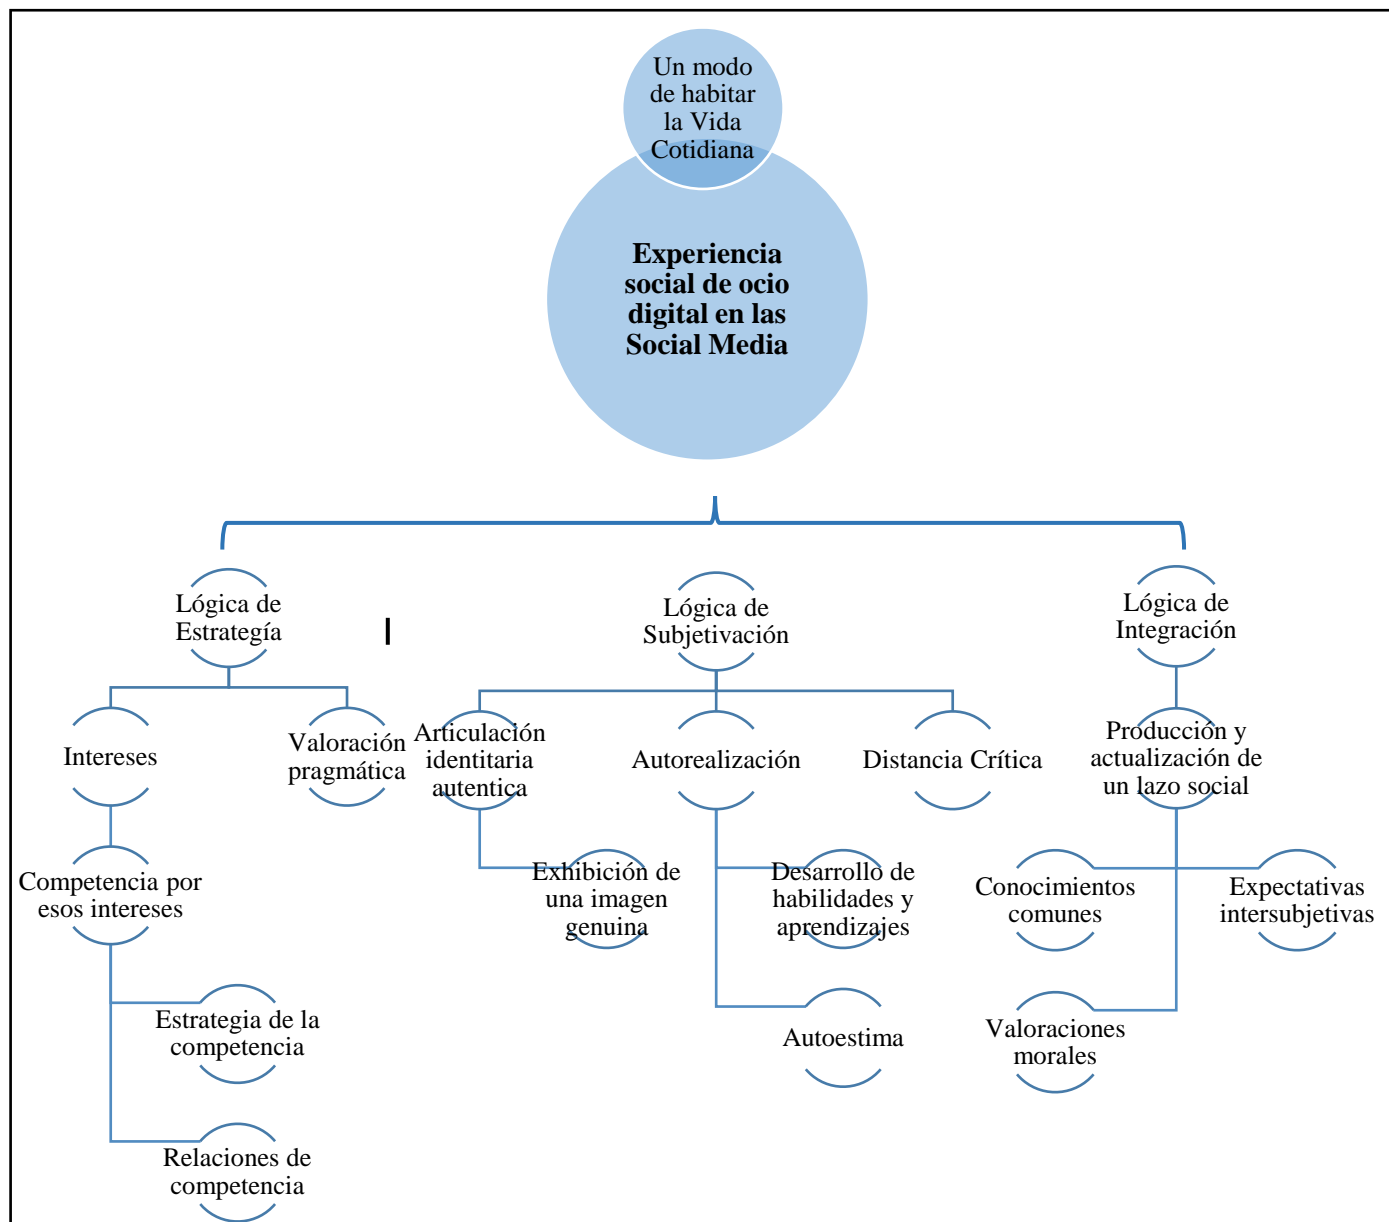 Un modo
de habitar
la Vida
Cotidiana
Experiencia
social de ocio
digital en las
Social Media
Lógica de
Estrategía
Lógica de
Subjetivación
Lógica de
Integración
Intereses
Valoración
pragmática
Articulación
identitaria
autentica
Autorealización
Distancia Crítica
Producción y
actualización de
un lazo social
Competencia por
esos intereses
Exhibición de
una imagen
genuina
Desarrollo de
habilidades y
aprendizajes
Conocimientos
comunes
Expectativas
intersubjetivas
Estrategia de la
competencia
Autoestima
Valoraciones
morales
Relaciones de
competencia